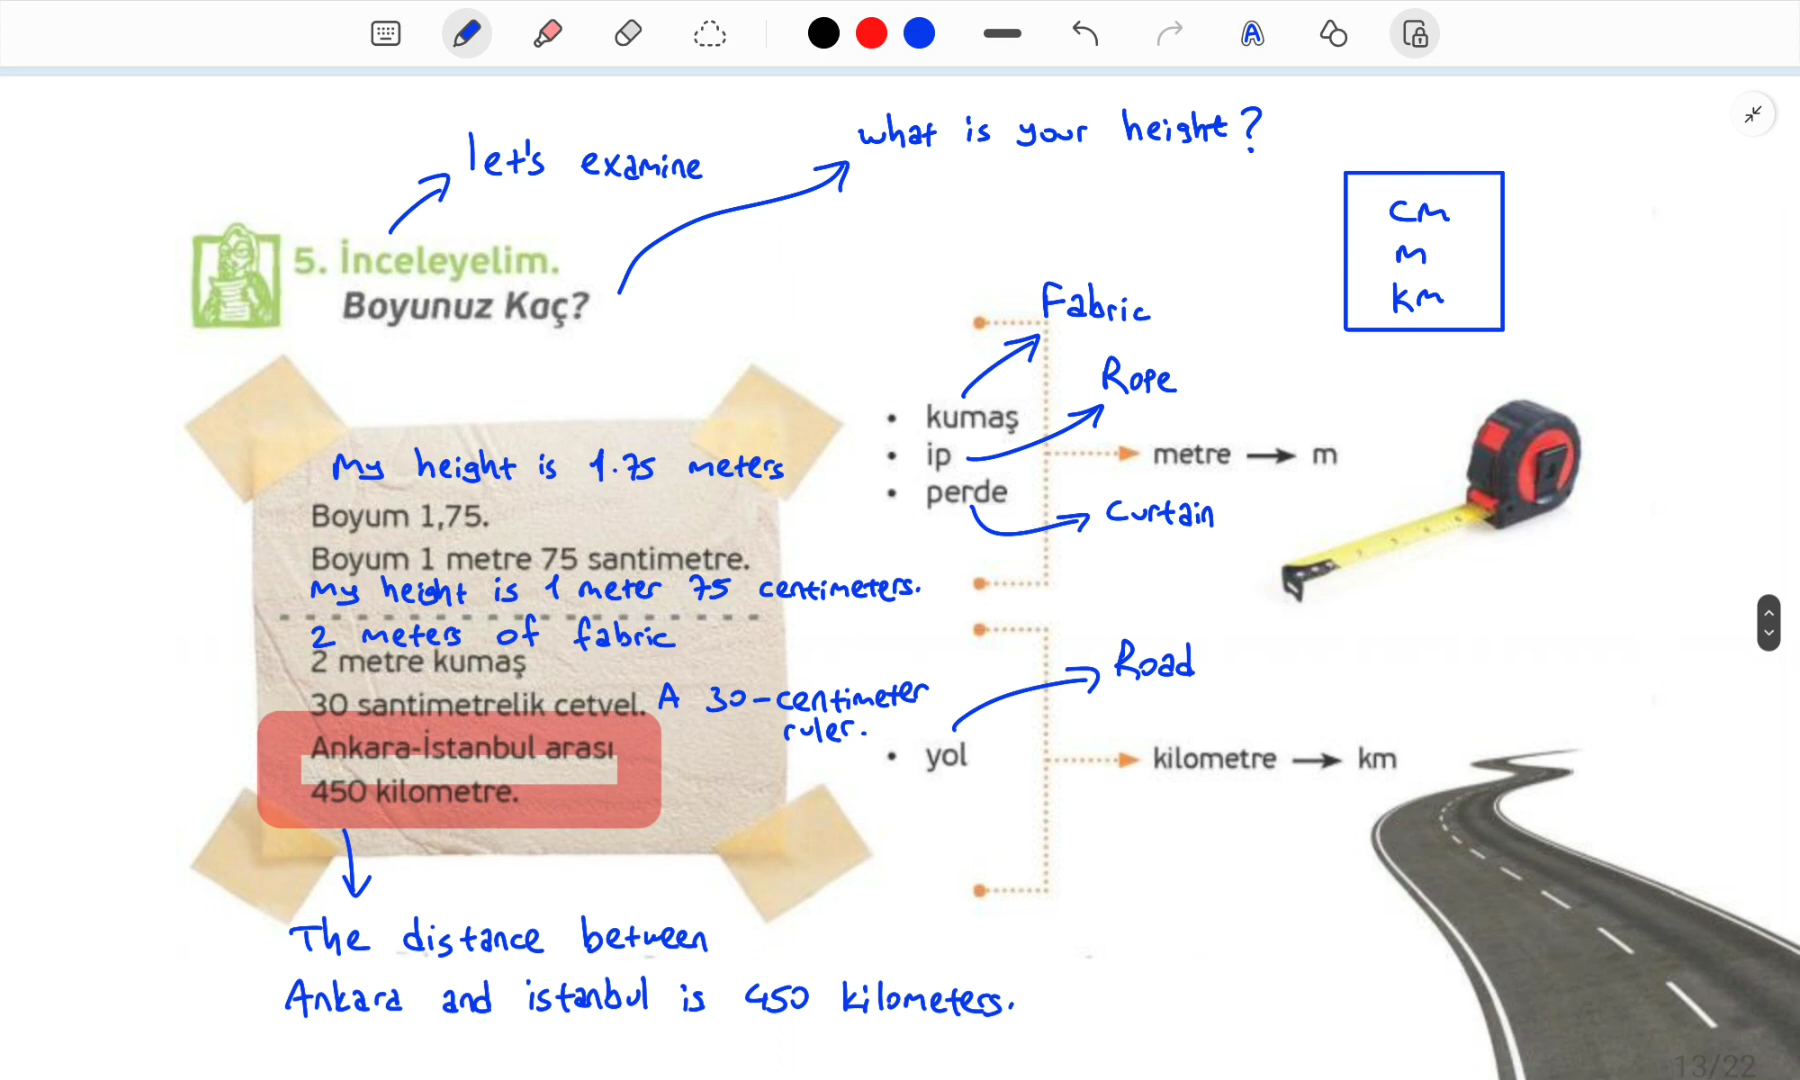 let's examine
what is your height?
cm
m
km
5. İnceleyelim.
Boyunuz Kaç?
Fabric
Rope
• kumaş
• ip
• perde
metre → m
Curtain
My height is 1.75 meters
Boyum 1,75.
Boyum 1 metre 75 santimetre.
My height is 1 meter 75 centimeters.
2 meters of fabric
2 metre kumaş
30 santimetrelik cetvel.
A 30-centimeter
ruler.
Ankara-İstanbul arası
450 kilometre.
Road
• yol
kilometre → km
The distance between
Ankara and istanbul is 450 kilometers.
13/22